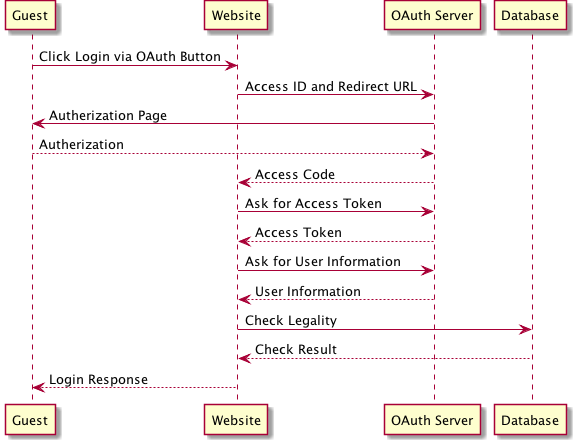 Guest
Website
OAuth Server
Database
Click Login via OAuth Button
Access ID and Redirect URL
Autherization Page
Autherization
Access Code
Ask for Access Token
Access Token
Ask for User Information
User Information
Check Legality
Check Result
Login Response
Guest
Website
OAuth Server
Database